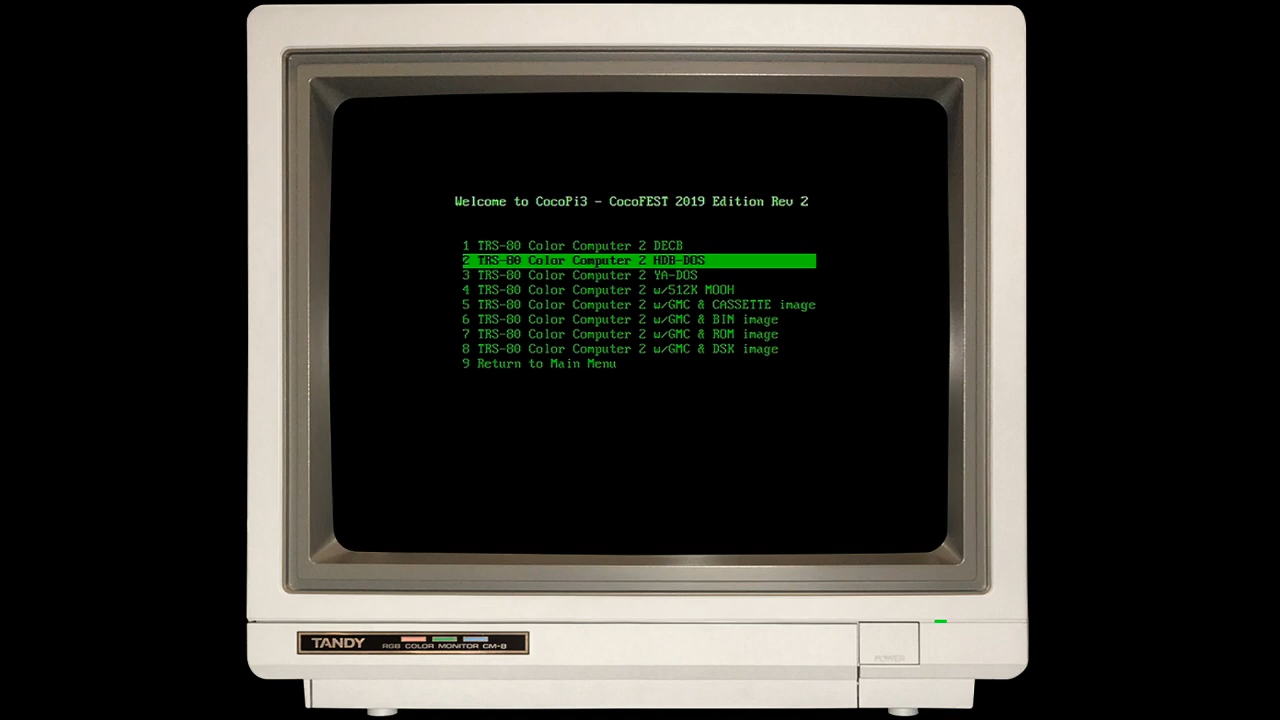 Welcome to CocoPi3 - CocoFEST 2019 Edition Rev 2
1 TRS-80 Color Computer 2 DECB
2 TRS-80 Color Computer 2 HDB-DOS
3 TRS-80 Color Computer 2 YA-DOS
4 TRS-80 Color Computer 2 w/512K MOOH
5 TRS-80 Color Computer 2 w/GMC & CASSETTE image
6 TRS-80 Color Computer 2 w/GMC & BIN image
7 TRS-80 Color Computer 2 w/GMC & ROM image
8 TRS-80 Color Computer 2 w/GMC & DSK image
9 Return to Main Menu
TANDY
RGB COLOR MONITOR CM-8
POWER